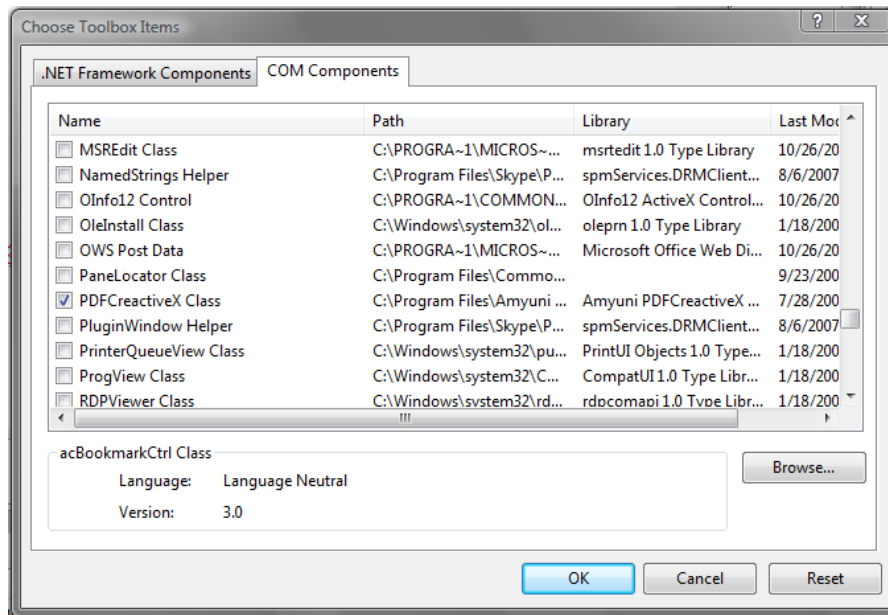 Choose Toolbox Items
.NET Framework Components COM Components
Name Path Library Last Moc
MSREdit Class C:\PROGRA~1\MICROS~... msrtedit 1.0 Type Library 10/26/20
NamedStrings Helper C:\Program Files\Skype\P... spmServices.DRMClient... 8/6/2007
OInfo12 Control C:\PROGRA~1\COMMON... OInfo12 ActiveX Control... 10/26/20
OleInstall Class C:\Windows\system32\ol... oleprn 1.0 Type Library 1/18/200
OWS Post Data C:\PROGRA~1\MICROS~... Microsoft Office Web Di... 10/26/20
PaneLocator Class C:\Program Files\Commo... 9/23/200
PDFCreactiveX Class C:\Program Files\Amyuni ... Amyuni PDFCreactiveX ... 7/28/200
PluginWindow Helper C:\Program Files\Skype\P... spmServices.DRMClient... 8/6/2007
PrinterQueueView Class C:\Windows\system32\pu... PrintUI Objects 1.0 Type... 1/18/200
ProgView Class C:\Windows\system32\C... CompatUI 1.0 Type Libr... 1/18/200
RDPViewer Class C:\Windows\system32\rd... rdpcomapi 1.0 Type Libr... 1/18/200
acBookmarkCtrl Class
Language: Language Neutral
Version: 3.0
Browse...
OK Cancel Reset